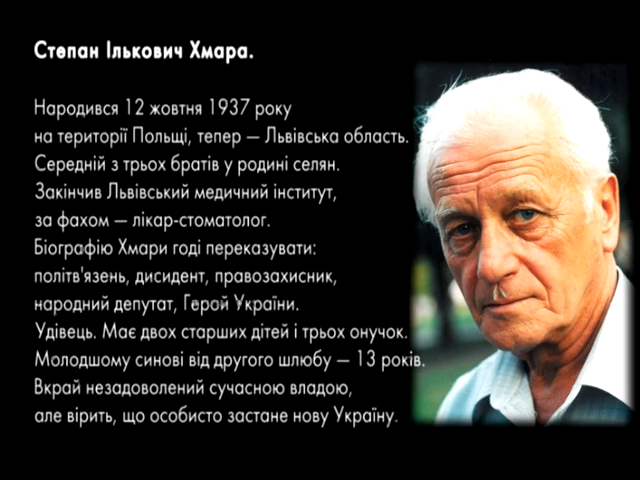 Степан Ількович Хмара.
Народився 12 жовтня 1937 року
на території Польщі, тепер — Львівська область.
Середній з трьох братів у родині селян.
Закінчив Львівський медичний інститут,
за фахом — лікар-стоматолог.
Біографію Хмари годі переказувати:
політв'язень, дисидент, правозахисник,
народний депутат, Герой України.
Удівець. Має двох старших дітей і трьох онучок.
Молодшому синові від другого шлюбу — 13 років.
Вкрай незадоволений сучасною владою,
але вірить, що особисто застане нову Україну.